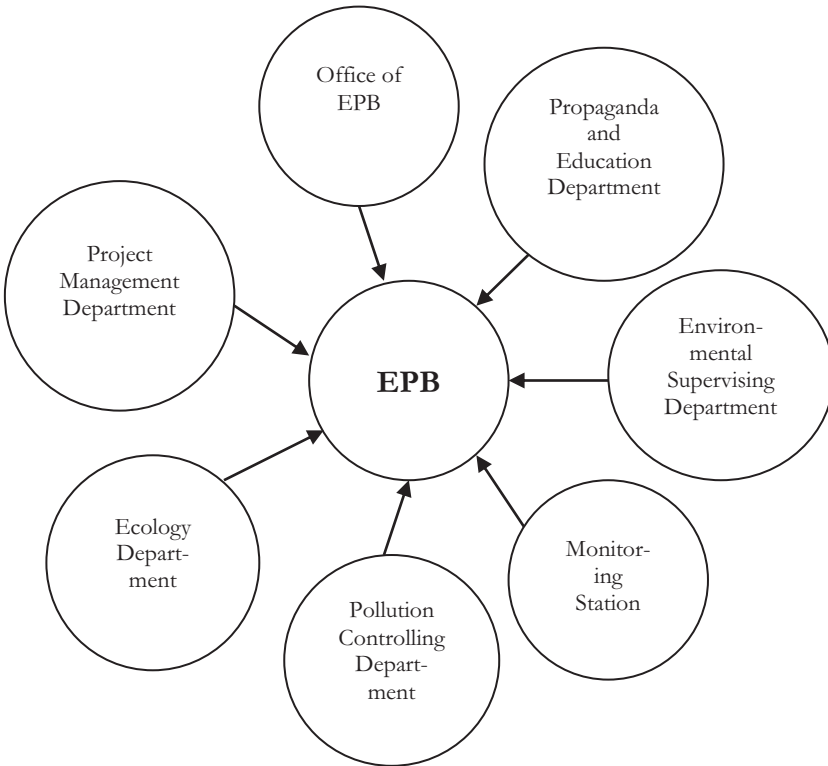 Office of
EPB
Propaganda
and
Education
Department
Project
Management
Department
Environ-
mental
Supervising
Department
EPB
Ecology
Depart-
ment
Monitor-
ing
Station
Pollution
Controlling
Depart-
ment